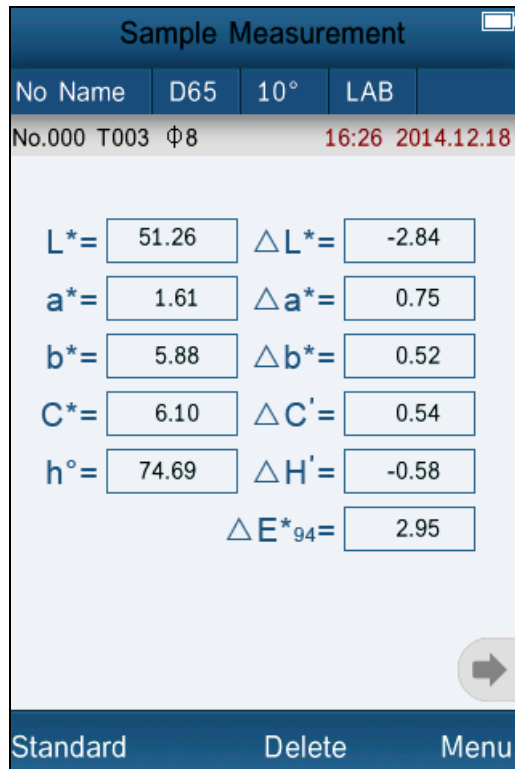 Sample Measurement
No Name D65 10° LAB
No.000 T003 Φ8 16:26 2014.12.18
L*= 51.26 △L*= -2.84
a*= 1.61 △a*= 0.75
b*= 5.88 △b*= 0.52
C*= 6.10 △C'= 0.54
h°= 74.69 △H'= -0.58
△E*94= 2.95
Standard Delete Menu